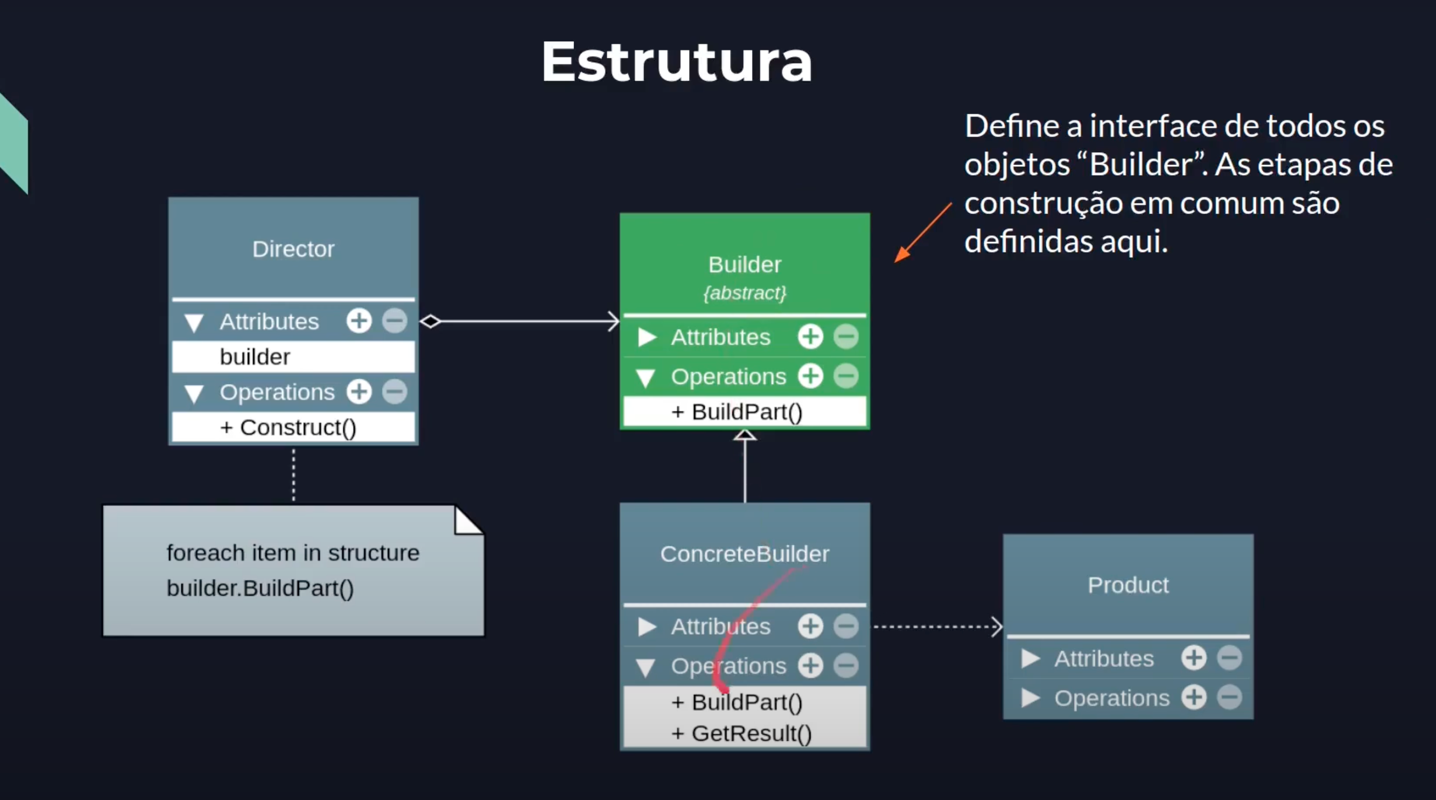 Estrutura
Define a interface de todos os
objetos “Builder”. As etapas de
construção em comum são
definidas aqui.
Director
Attributes
builder
Operations
+ Construct()
foreach item in structure
builder.BuildPart()
Builder
{abstract}
Attributes
Operations
+ BuildPart()
ConcreteBuilder
Attributes
Operations
+ BuildPart()
+ GetResult()
Product
Attributes
Operations